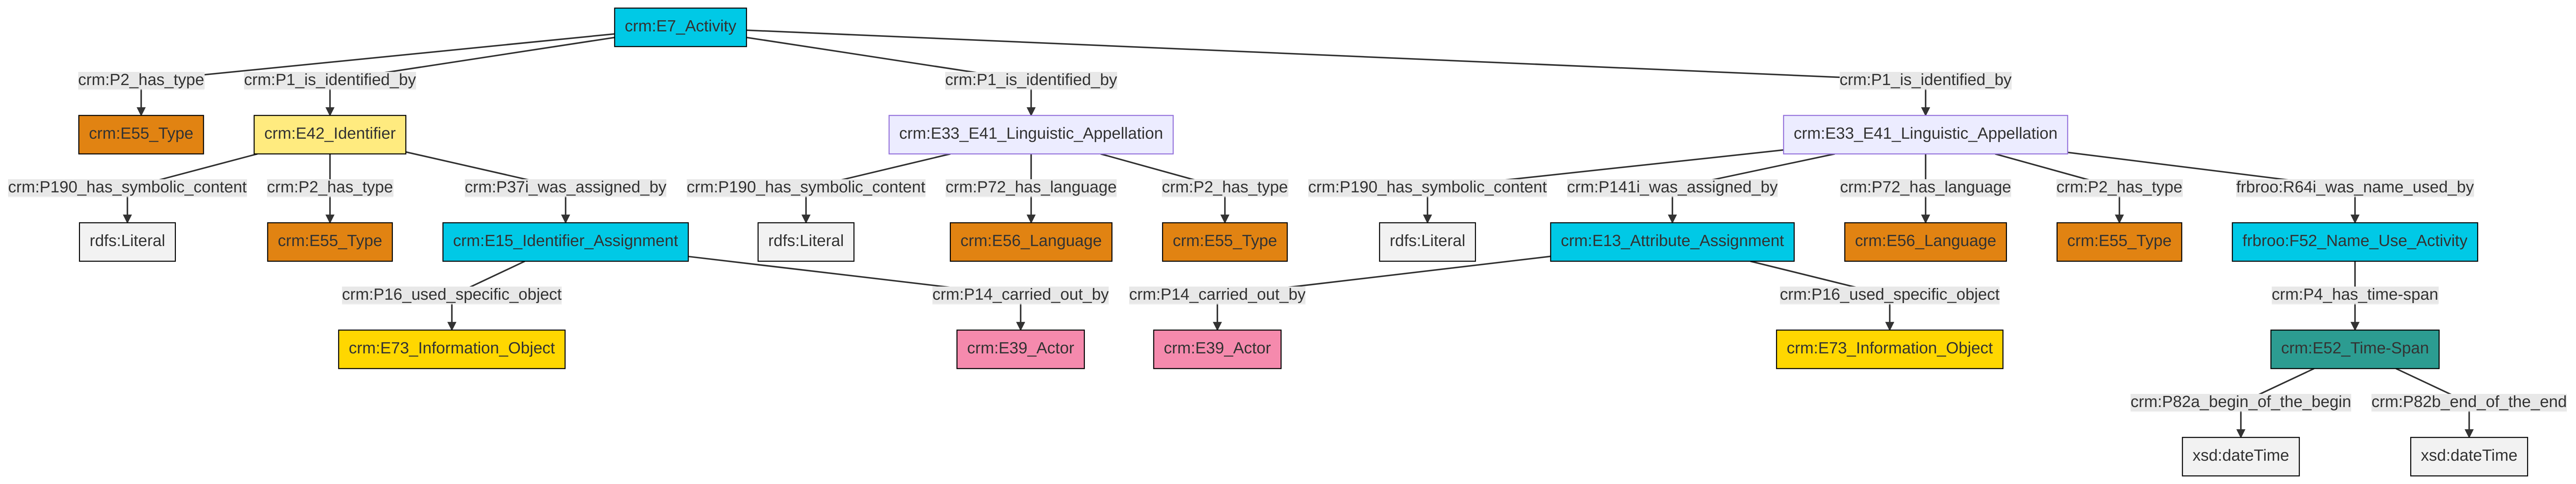 crm:E7_Activity
crm:P2_has_type
crm:P1_is_identified_by
crm:P1_is_identified_by
crm:P1_is_identified_by
crm:E55_Type
crm:E42_Identifier
crm:E33_E41_Linguistic_Appellation
crm:E33_E41_Linguistic_Appellation
crm:P190_has_symbolic_content
crm:P2_has_type
crm:P37i_was_assigned_by
crm:P190_has_symbolic_content
crm:P72_has_language
crm:P2_has_type
crm:P190_has_symbolic_content
crm:P141i_was_assigned_by
crm:P72_has_language
crm:P2_has_type
frbroo:R64i_was_name_used_by
rdfs:Literal
crm:E55_Type
crm:E15_Identifier_Assignment
rdfs:Literal
crm:E56_Language
crm:E55_Type
rdfs:Literal
crm:E13_Attribute_Assignment
crm:E56_Language
crm:E55_Type
frbroo:F52_Name_Use_Activity
crm:P16_used_specific_object
crm:P14_carried_out_by
crm:P14_carried_out_by
crm:P16_used_specific_object
crm:P4_has_time-span
crm:E73_Information_Object
crm:E39_Actor
crm:E39_Actor
crm:E73_Information_Object
crm:E52_Time-Span
crm:P82a_begin_of_the_begin
crm:P82b_end_of_the_end
xsd:dateTime
xsd:dateTime